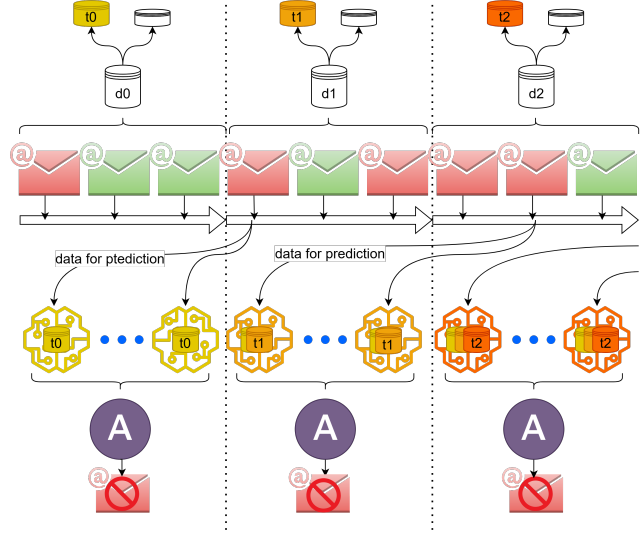 t0
t1
t2
d0
d1
d2
@ @ @ @ @ @ @ @ @
data for ptediction
data for prediction
t0 t0 t1 t1 t2 t2
A A A
@ @ @